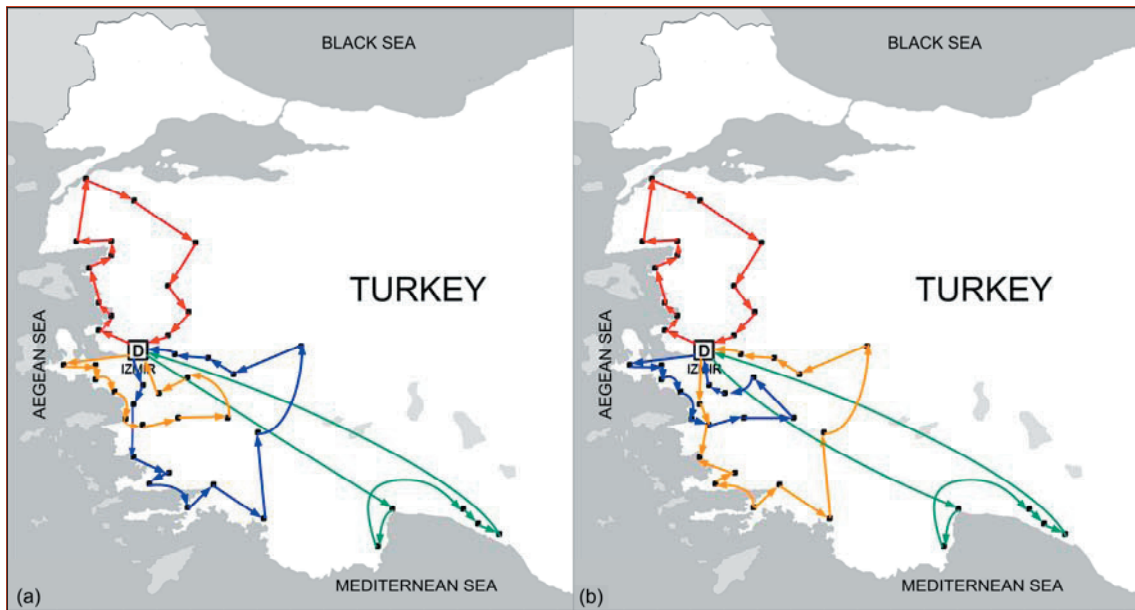 BLACK SEA
TURKEY
AEGEAN SEA
D
IZMIR
MEDITERNEAN SEA
(a)
BLACK SEA
TURKEY
AEGEAN SEA
D
IZMIR
MEDITERNEAN SEA
(b)